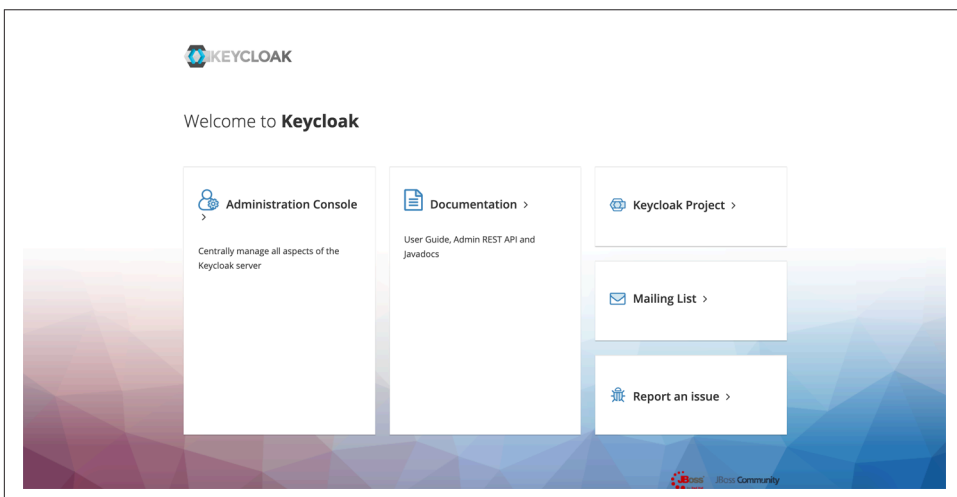 KEYCLOAK
Welcome to Keycloak
Administration Console
>
Centrally manage all aspects of the
Keycloak server
Documentation >
User Guide, Admin REST API and
Javadocs
Keycloak Project >
Mailing List >
Report an issue >
JBoss JBoss Community